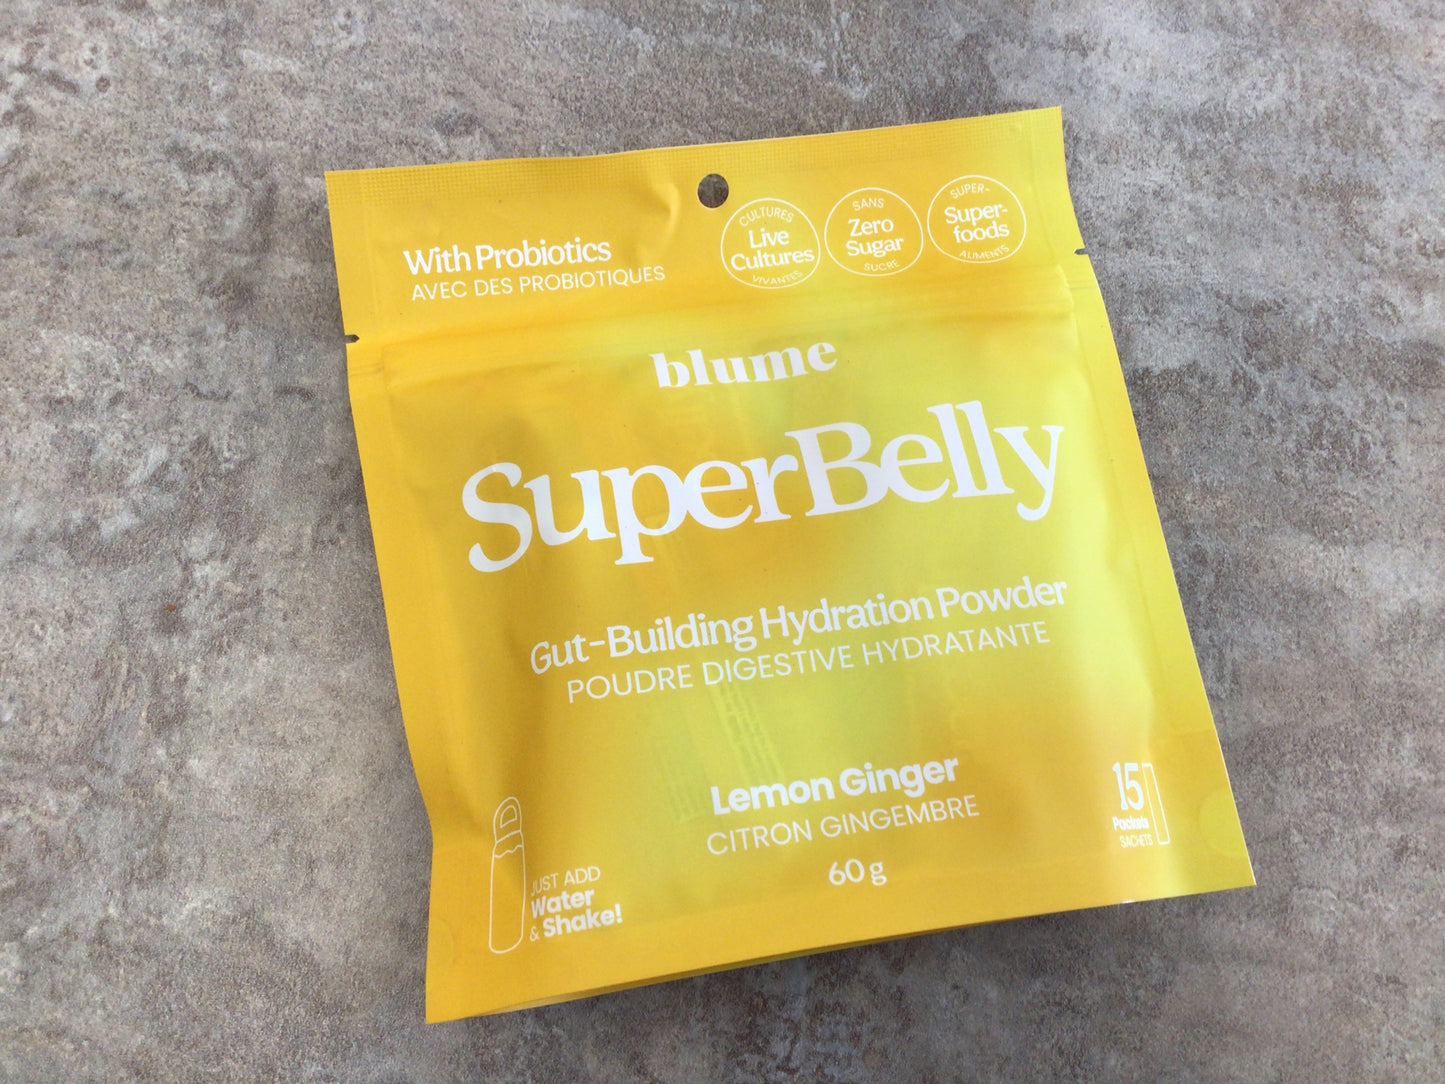 With Probiotics
AVEC DES PROBIOTIQUES
CULTURES
Live
Cultures
VIVANTES
SANS
Zero
Sugar
SUCRE
SUPER-
Super-
foods
ALIMENTS
blume
SuperBelly
Gut-Building Hydration Powder
POUDRE DIGESTIVE HYDRATANTE
Lemon Ginger
CITRON GINGEMBRE
60 g
JUST ADD
Water
& Shake!
15
Packets
SACHETS